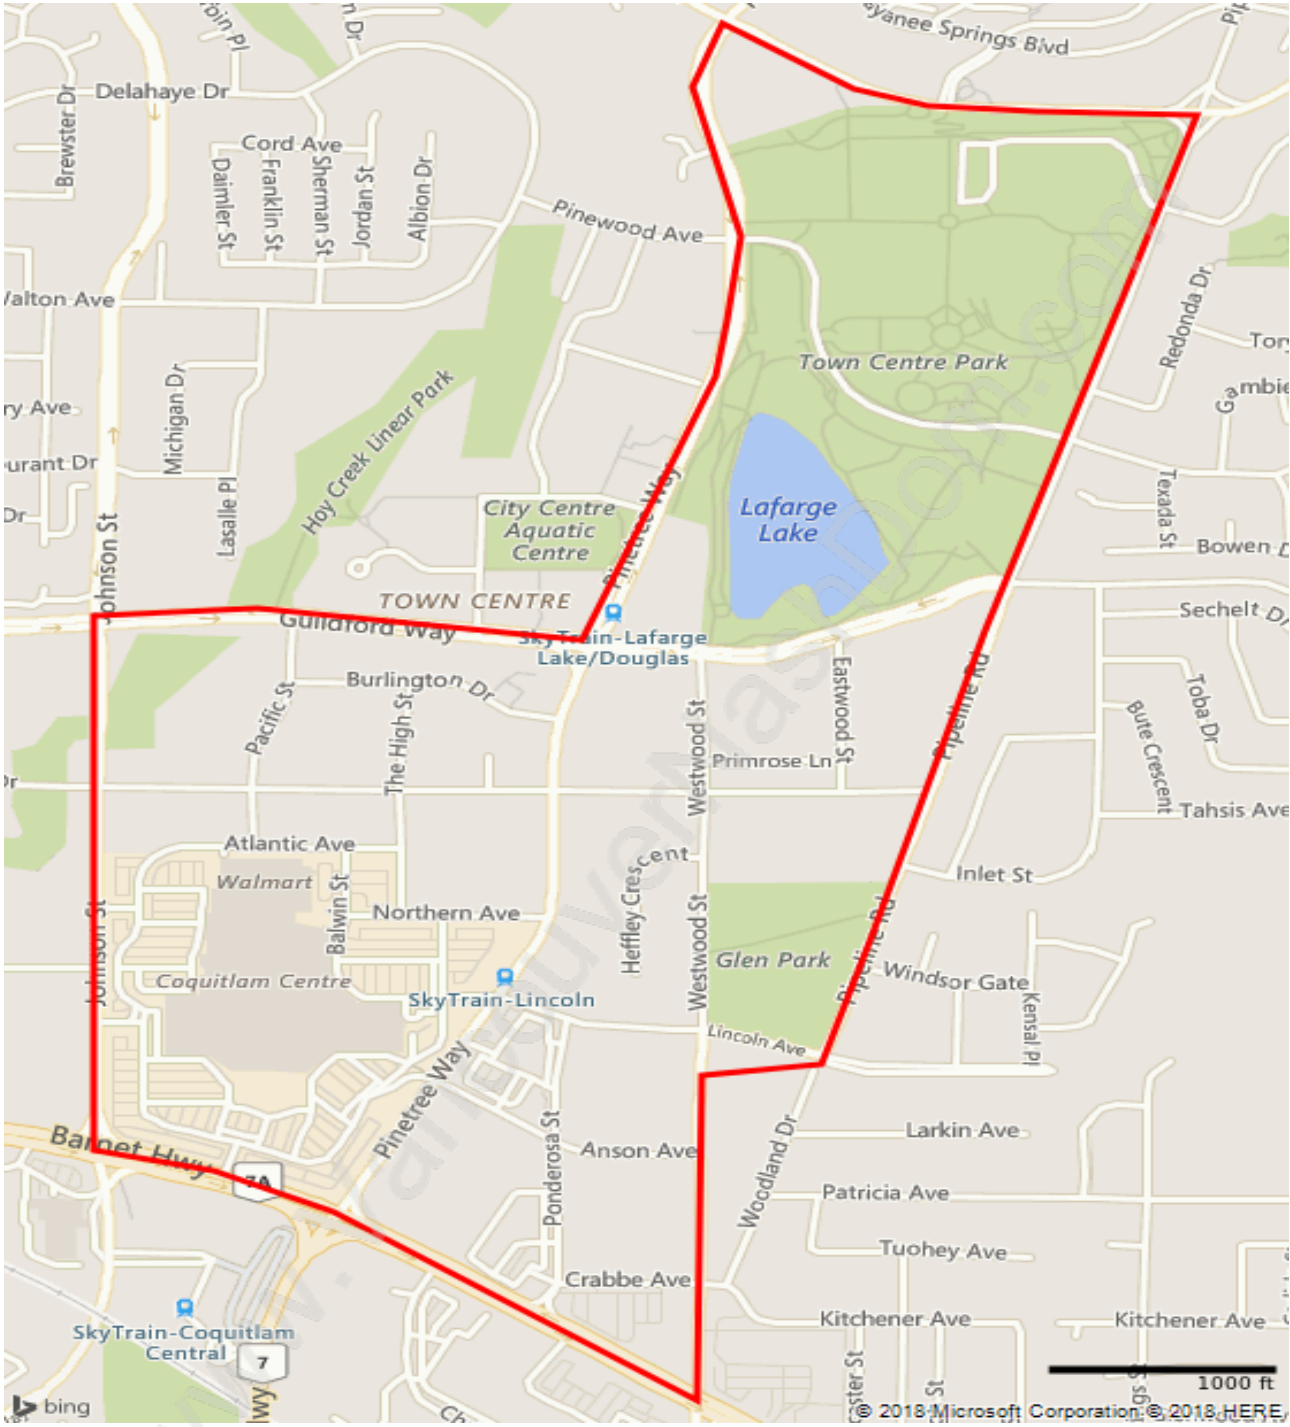 ayanee Springs Blvd
Delahaye Dr
Brewster Dr
Cord Ave
Daimler St
Franklin St
Sherman St
Jordan St
Albion Dr
Pinewood Ave
Walton Ave
Redonda Dr
Town Centre Park
Michigan Dr
Hoy Creek Linear Park
ry Ave
urant Dr
Dr
Lasalle Pl
Johnson St
City Centre
Aquatic
Centre
Pinetree Way
Lafarge
Lake
Texada St
Bowen D
TOWN CENTRE
Guildford Way
SkyTrain-Lafarge
Lake/Douglas
Sechelt Dr
Burlington Dr
Pacific St
The High St
Westwood St
Eastwood St
Primrose Ln
Pipeline Rd
Toba Dr
Bute Crescent
Tahsis Ave
Atlantic Ave
Walmart
Balwin St
Northern Ave
Heffley Crescent
Westwood St
Inlet St
Johnson St
Coquitlam Centre
SkyTrain-Lincoln
Glen Park
Pipeline Rd
Windsor Gate
Kensal Pl
Lincoln Ave
Pinetree Way
Ponderosa St
Anson Ave
Woodland Dr
Larkin Ave
Barnet Hwy
7A
Patricia Ave
Tuohey Ave
Crabbe Ave
Kitchener Ave
Kitchener Ave
SkyTrain-Coquitlam
Central
7
1000 ft
bing
© 2018 Microsoft Corporation © 2018 HERE